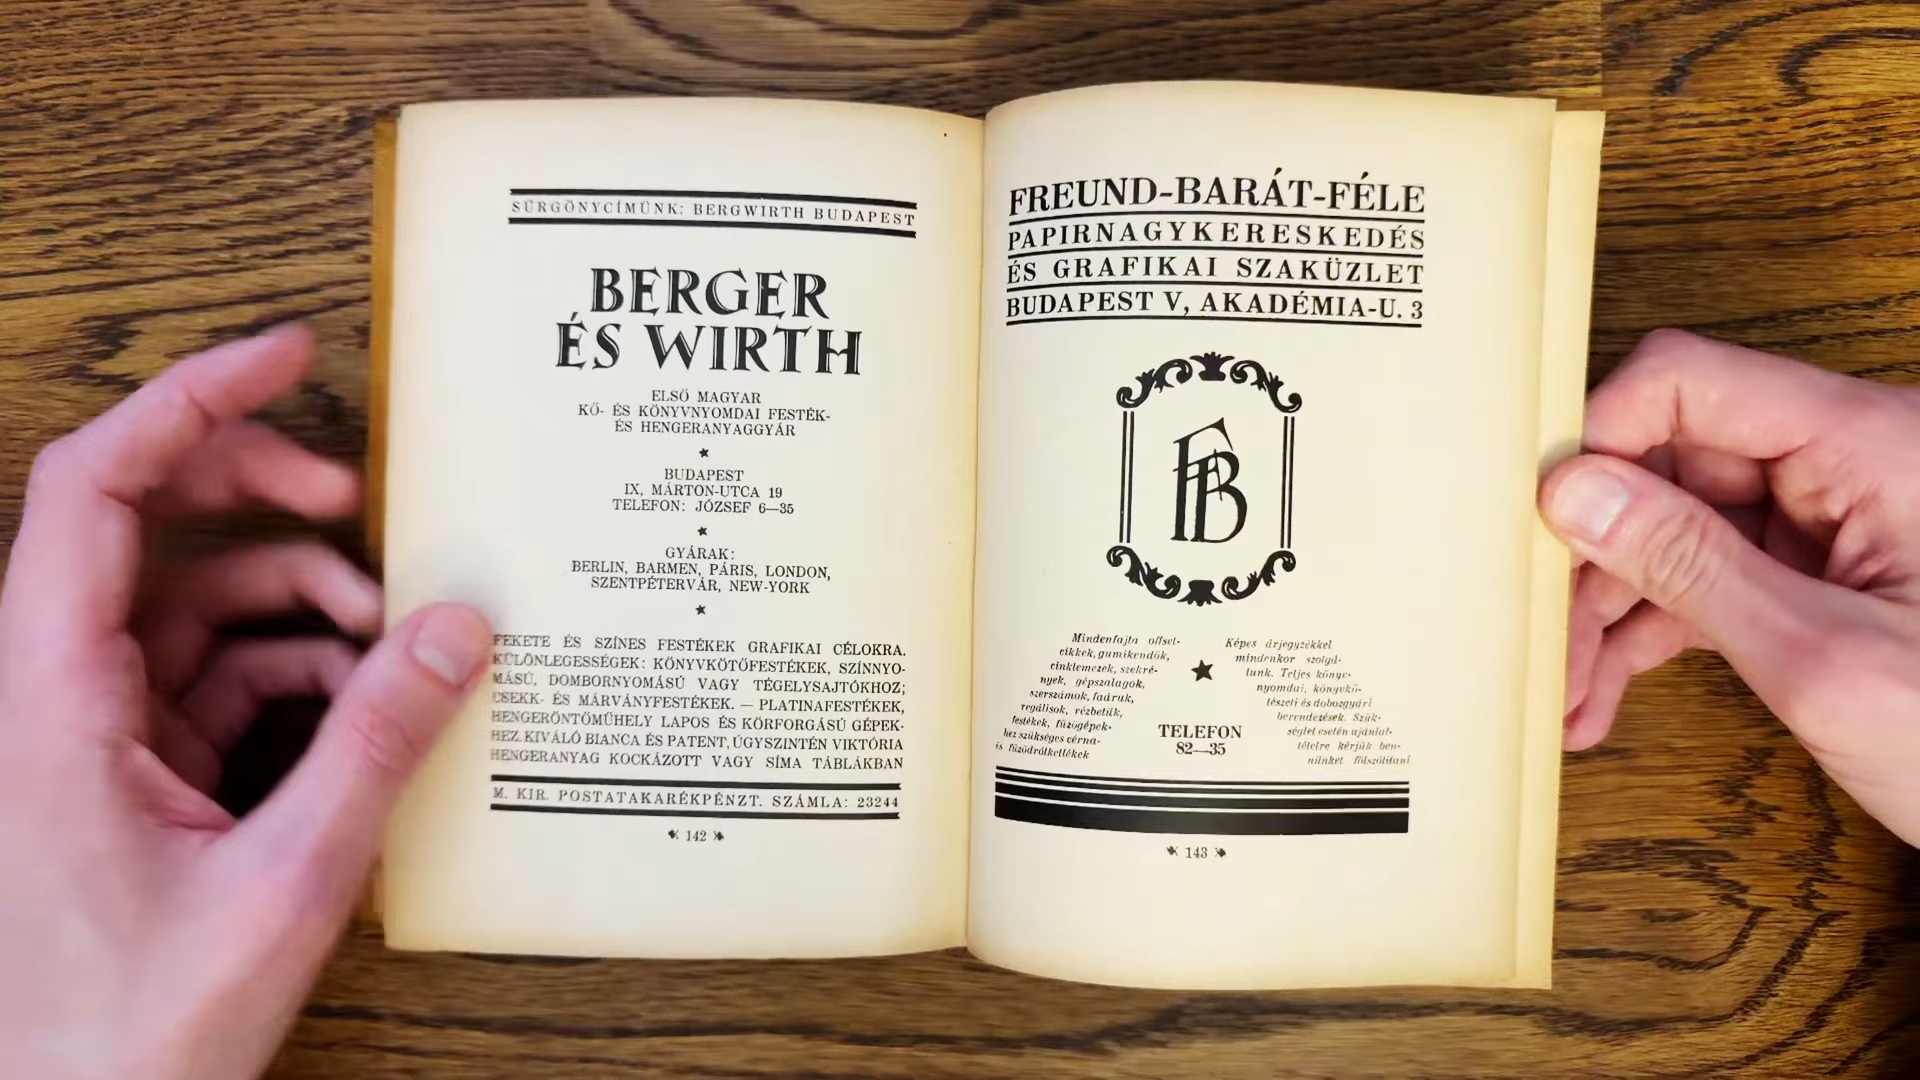 SÜRGÖNYCÍMÜNK: BERGWIRTH BUDAPEST
BERGER
ÉS WIRTH
ELSŐ MAGYAR
KŐ- ÉS KÖNYVNYOMDAI FESTÉK-
ÉS HENGERANYAGGYÁR
BUDAPEST
IX, MÁRTON-UTCA 19
TELEFON: JÓZSEF 6—35
GYÁRAK:
BERLIN, BARMEN, PÁRIS, LONDON,
SZENTPÉTERVÁR, NEW-YORK
FEKETE ÉS SZÍNES FESTÉKEK GRAFIKAI CÉLOKRA.
KÜLÖNLEGESSÉGEK: KÖNYVKÖTŐFESTÉKEK, SZÍNNYO-
MÁSÚ, DOMBORNYOMÁSÚ VAGY TÉGELYSAJTÓKHOZ;
CSEKK- ÉS MÁRVÁNYFESTÉKEK. — PLATINAFESTÉKEK,
HENGERÖNTŐMŰHELY LAPOS ÉS KÖRFORGÁSÚ GÉPEK-
HEZ KIVÁLÓ BIANCA ÉS PATENT, ÚGYSZINTÉN VIKTÓRIA
HENGERANYAG KOCKÁZOTT VAGY SÍMA TÁBLÁKBAN
M. KIR. POSTATAKARÉKPÉNZT. SZÁMLA: 23244
142
FREUND-BARÁT-FÉLE
PAPIRNAGYKERESKEDÉS
ÉS GRAFIKAI SZAKÜZLET
BUDAPEST V, AKADÉMIA-U. 3
FB
Mindenfajta offset-
cikkek, gumikendők,
cinklemezek, szekré-
nyek, gépszalagok,
szerszámok, faáruk,
regálisok, rézbetűk,
festékek, fűzőgépek-
hez szükséges cérna-
és fűződrótkellékek
TELEFON
82—35
Képes árjegyzékkel
mindenkor szolgá-
lunk. Teljes könyv-
nyomdai, könyvkö-
tészeti és dobozgyári
berendezések. Szük-
séglet esetén ajánlat-
tételre kérjük ben-
nünket fölszólítani
143